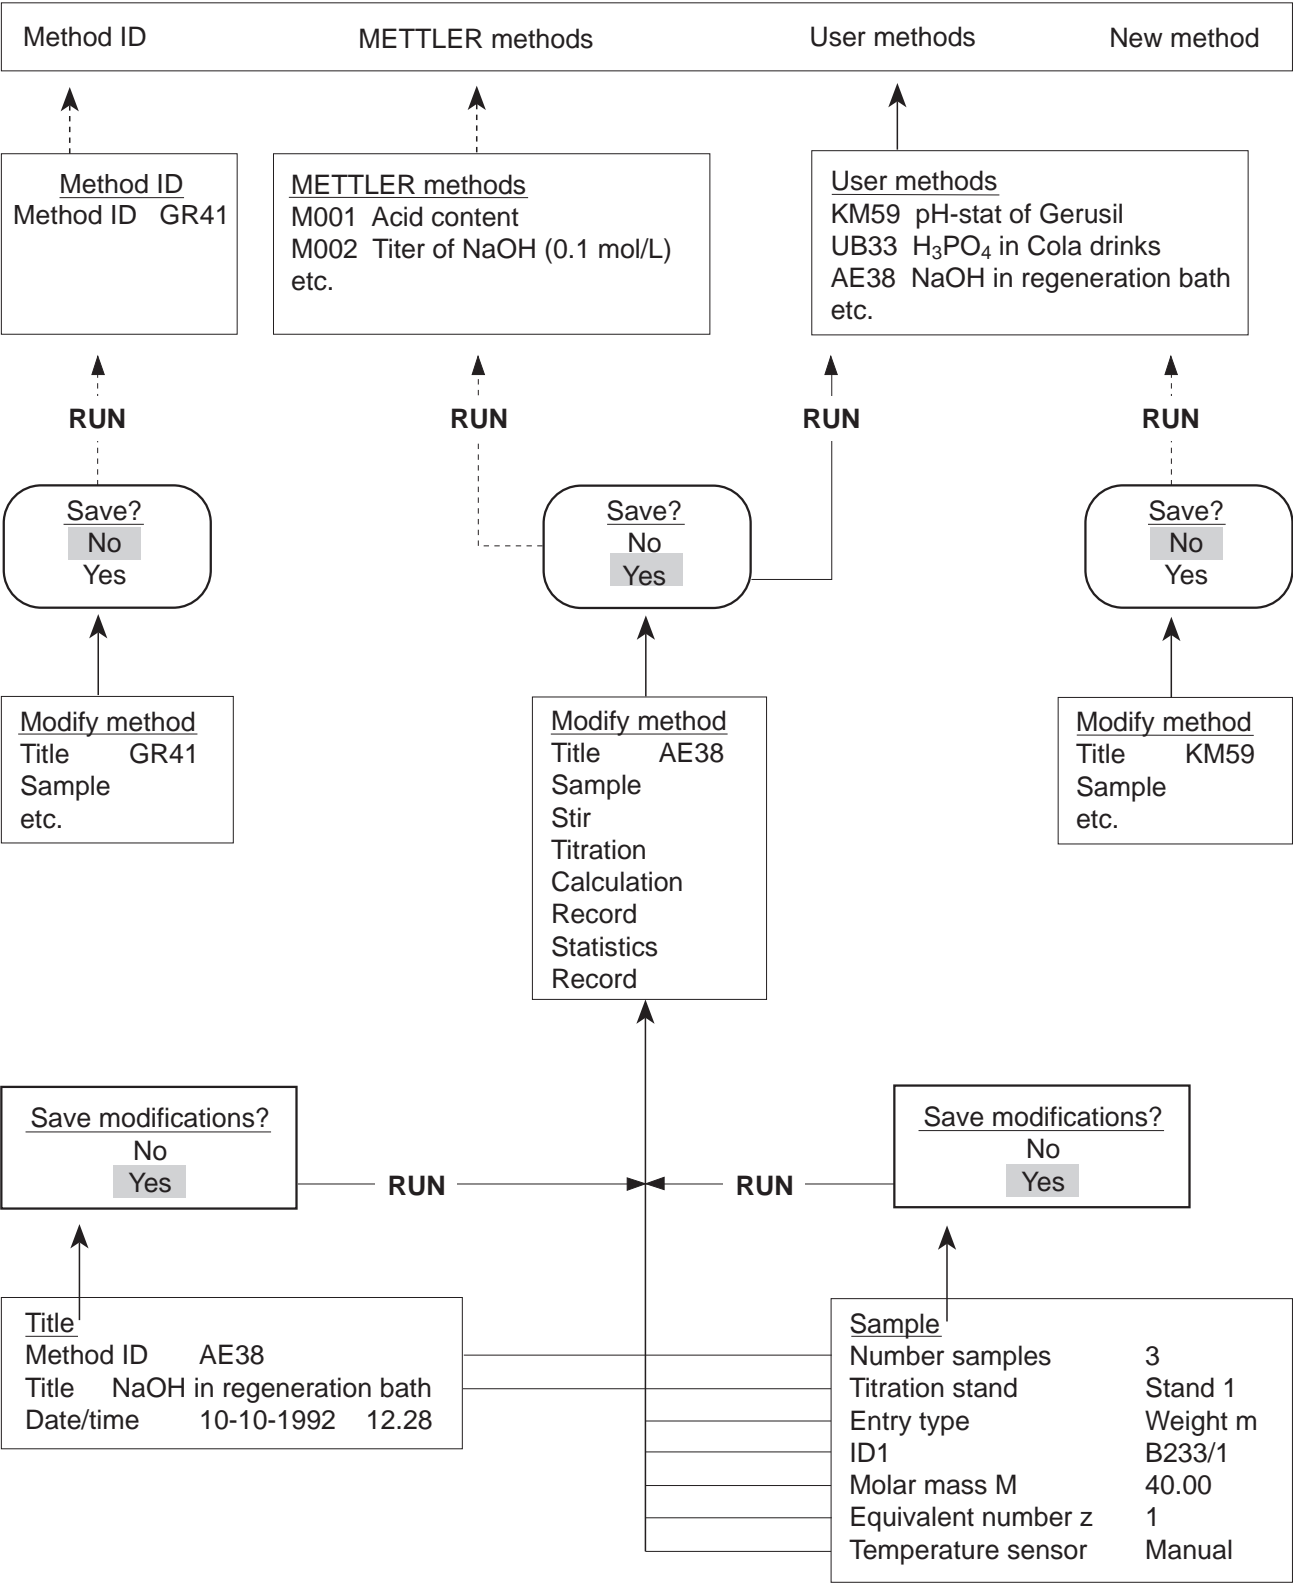 Method ID METTLER methods User methods New method
Method ID
Method ID GR41
METTLER methods
M001 Acid content
M002 Titer of NaOH (0.1 mol/L)
etc.
User methods
KM59 pH-stat of Gerusil
UB33 H₃PO₄ in Cola drinks
AE38 NaOH in regeneration bath
etc.
RUN RUN RUN RUN
Save?
No
Yes
Save?
No
Yes
Save?
No
Yes
Modify method
Title GR41
Sample
etc.
Modify method
Title AE38
Sample
Stir
Titration
Calculation
Record
Statistics
Record
Modify method
Title KM59
Sample
etc.
Save modifications?
No
Yes
RUN RUN
Save modifications?
No
Yes
Title
Method ID AE38
Title NaOH in regeneration bath
Date/time 10-10-1992 12.28
Sample
Number samples 3
Titration stand Stand 1
Entry type Weight m
ID1 B233/1
Molar mass M 40.00
Equivalent number z 1
Temperature sensor Manual